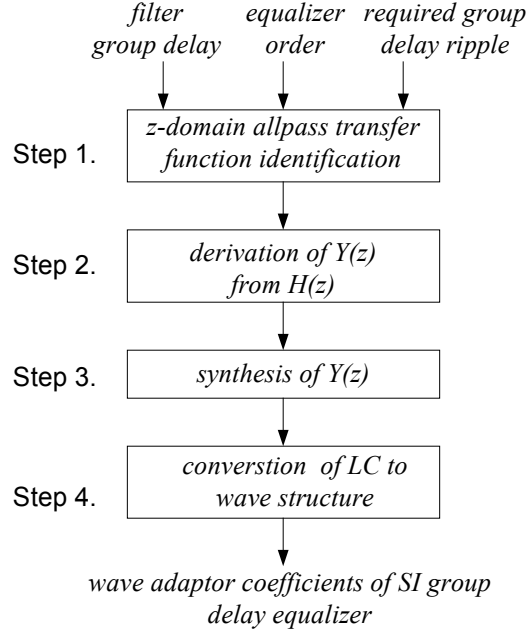 filter group delay
equalizer order
required group delay ripple
Step 1.
z-domain allpass transfer
function identification
Step 2.
derivation of Y(z)
from H(z)
Step 3.
synthesis of Y(z)
Step 4.
converstion of LC to
wave structure
wave adaptor coefficients of SI group
delay equalizer